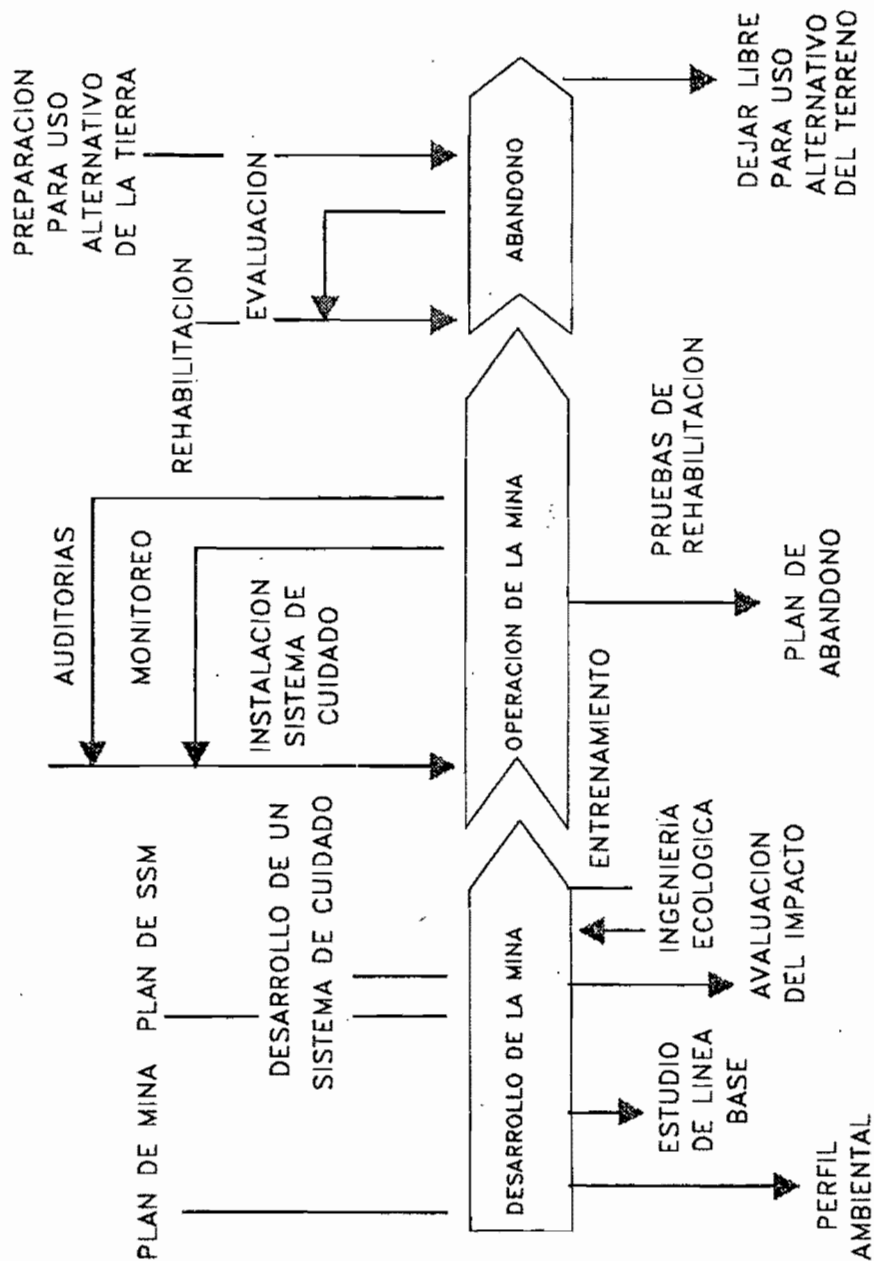 PLAN DE MINA
PLAN DE SSM
DESARROLLO DE UN
SISTEMA DE CUIDADO
AUDITORIAS
MONITOREO
INSTALACION
SISTEMA DE
CUIDADO
REHABILITACION
EVALUACION
PREPARACION
PARA USO
ALTERNATIVO
DE LA TIERRA
DESARROLLO DE LA MINA
OPERACION DE LA MINA
ABANDONO
PERFIL
AMBIENTAL
ESTUDIO
DE LINEA
BASE
AVALUACION
DEL IMPACTO
INGENIERIA
ECOLOGICA
ENTRENAMIENTO
PLAN DE
ABANDONO
PRUEBAS DE
REHABILITACION
DEJAR LIBRE
PARA USO
ALTERNATIVO
DEL TERRENO